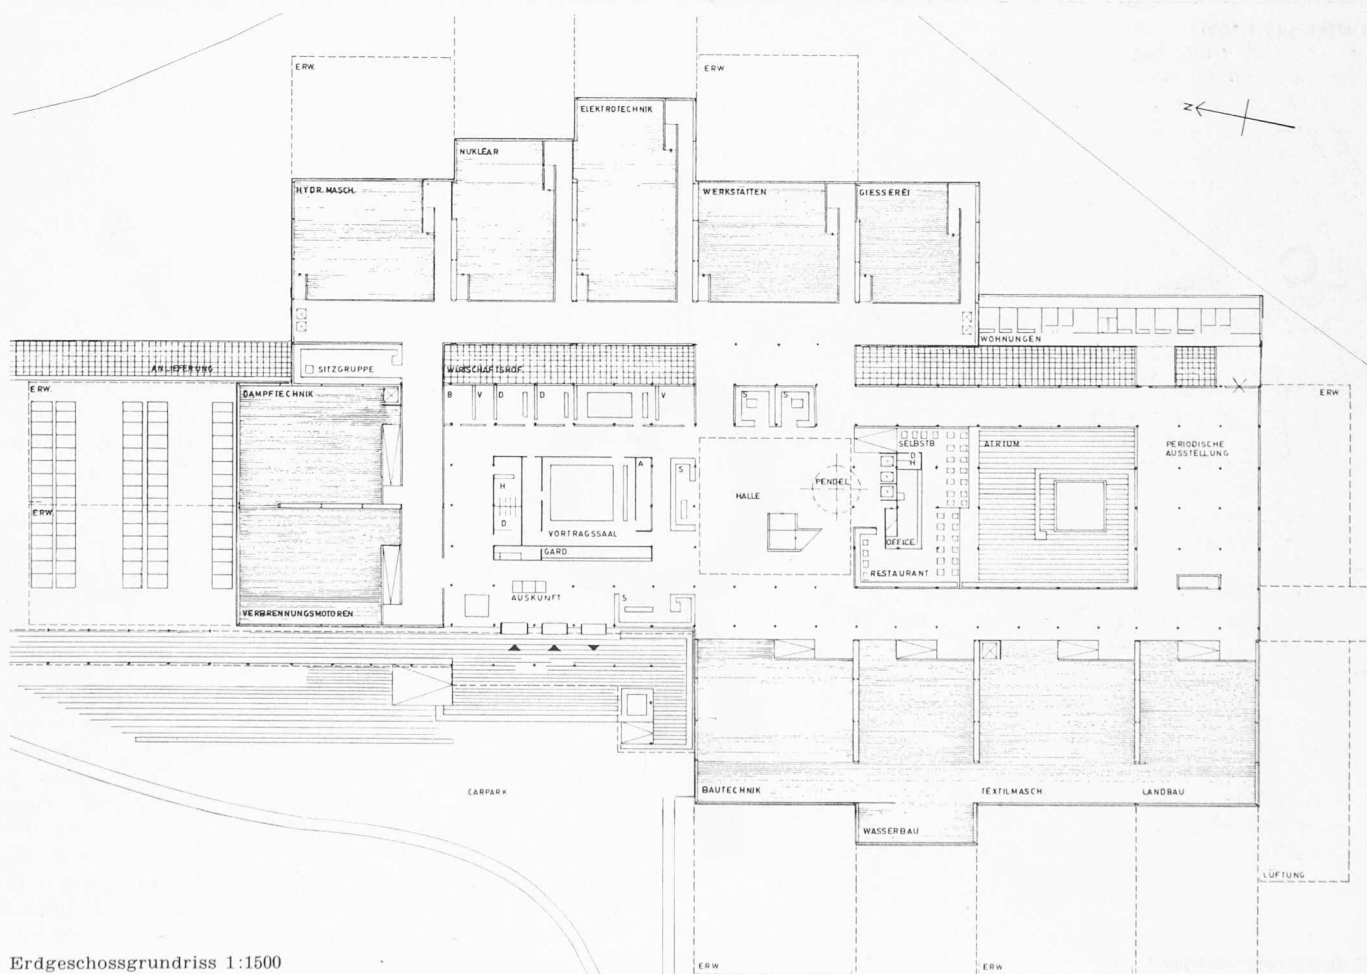 ERW.
ERW
ELEKTROTECHNIK
NUKLEAR
HYDR. MASCH.
WERKSTÄTTEN
GIESSEREI
N
WOHNUNGEN
ANLIEFERUNG
SITZGRUPPE
WIRTSCHAFTSHOF
ERW.
DAMPFTECHNIK
B V D D V
S S
ERW
SELBSTB
ATRIUM
PERIODISCHE
AUSSTELLUNG
D
H
A
S
PENDEL
HALLE
H
ERW.
D
VORTRAGSSAAL
OFFICE
GARD.
RESTAURANT
AUSKUNFT
S
VERBRENNUNGSMOTOREN
CARPARK
BAUTECHNIK
TEXTILMASCH.
LANDBAU
WASSERBAU
LÜFTUNG
ERW
ERW
Erdgeschossgrundriss 1:1500